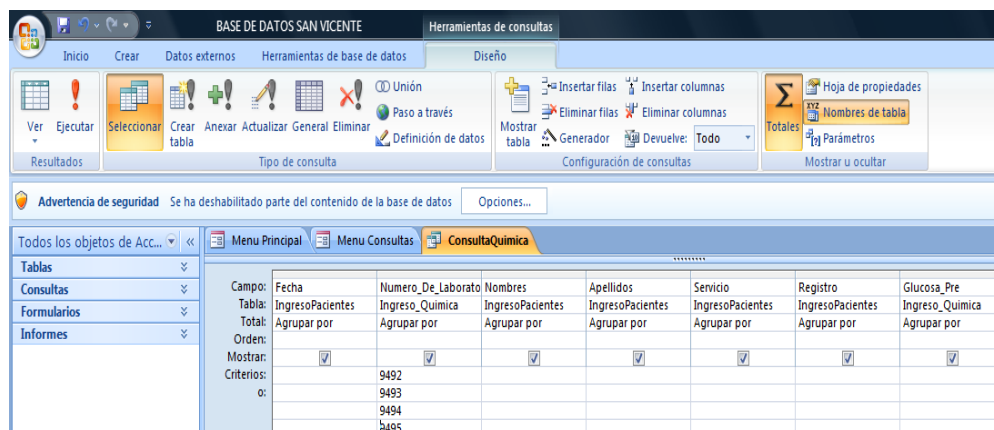 BASE DE DATOS SAN VICENTE Herramientas de consultas
Inicio Crear Datos externos Herramientas de base de datos Diseño
Ver Ejecutar Seleccionar Crear tabla Anexar Actualizar General Eliminar
Unión
Paso a través
Definición de datos
Mostrar tabla
Insertar filas Insertar columnas
Eliminar filas Eliminar columnas
Generador Devuelve: Todo
Totales
Hoja de propiedades
XYZ Nombres de tabla
Parámetros
Resultados Tipo de consulta Configuración de consultas Mostrar u ocultar
Advertencia de seguridad Se ha deshabilitado parte del contenido de la base de datos Opciones...
Todos los objetos de Acc... « Menu Principal Menu Consultas ConsultaQuimica
Tablas
Consultas
Formularios
Informes
Campo: Fecha Numero_De_Laborato Nombres Apellidos Servicio Registro Glucosa_Pre
Tabla: IngresoPacientes Ingreso_Quimica IngresoPacientes IngresoPacientes IngresoPacientes IngresoPacientes Ingreso_Quimica
Total: Agrupar por Agrupar por Agrupar por Agrupar por Agrupar por Agrupar por Agrupar por
Orden:
Mostrar:
Criterios: 9492
o: 9493
9494
9495